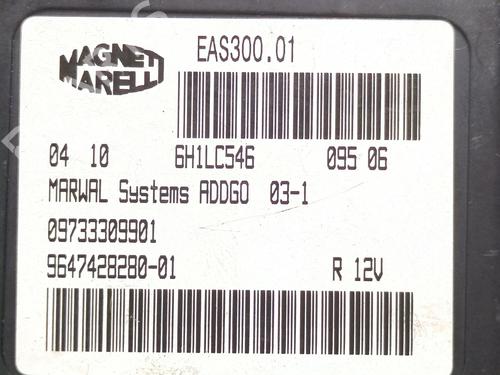 MAGNETI MARELLI
EAS300.01
04 10 6H1LC546 095 06
MARWAL Systems ADDGO 03-1
09733309901
9647428280-01 R 12V